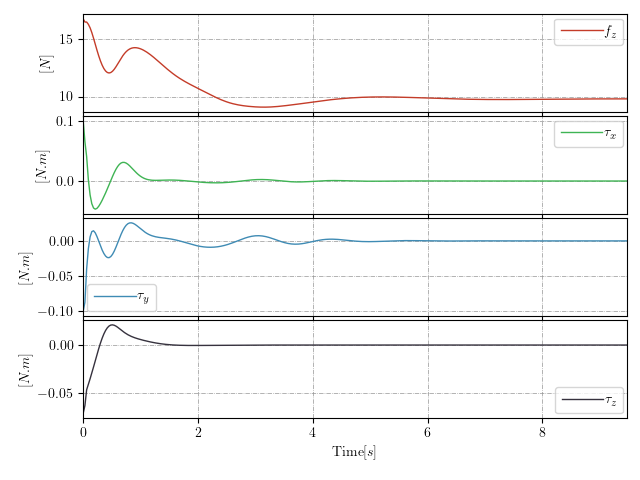 15
10
[N]
f_z
0.1
0.0
[N.m]
τ_x
0.00
−0.05
−0.10
[N.m]
τ_y
0.00
−0.05
[N.m]
τ_z
0 2 4 6 8
Time[s]